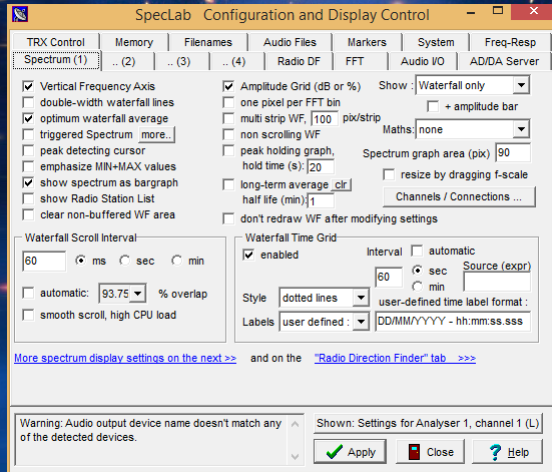 SpecLab Configuration and Display Control
TRX Control Memory Filenames Audio Files Markers System Freq-Resp
Spectrum (1) .. (2) .. (3) .. (4) Radio DF FFT Audio I/O AD/DA Server
Vertical Frequency Axis
double-width waterfall lines
optimum waterfall average
triggered Spectrum more..
peak detecting cursor
emphasize MIN+MAX values
show spectrum as bargraph
show Radio Station List
clear non-buffered WF area
Amplitude Grid (dB or %)
one pixel per FFT bin
multi strip WF, 100 pix/strip
non scrolling WF
peak holding graph,
hold time (s): 20
long-term average clr
half life (min): 1
don't redraw WF after modifying settings
Show : Waterfall only
+ amplitude bar
Maths: none
Spectrum graph area (pix) 90
resize by dragging f-scale
Channels / Connections ...
Waterfall Scroll Interval
60 ms sec min
automatic: 93.75 % overlap
smooth scroll, high CPU load
Waterfall Time Grid
enabled
Interval automatic
60 sec min
Source (expr)
Style dotted lines
user-defined time label format :
Labels user defined : DD/MM/YYYY - hh:mm:ss.sss
More spectrum display settings on the next >> and on the "Radio Direction Finder" tab >>>
Warning: Audio output device name doesn't match any
of the detected devices.
Shown: Settings for Analyser 1, channel 1 (L)
Apply Close ? Help